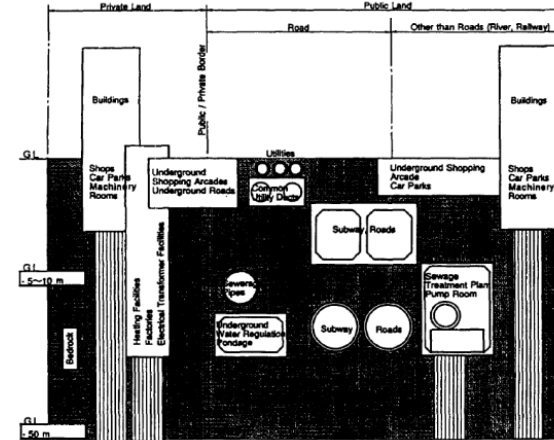 Private Land
Public Land
Road
Other than Roads (River, Railway)
Public / Private Border
Buildings
Buildings
Utilities
G.L.
Shops
Car Parks
Machinery
Rooms
Underground
Shopping Arcades
Underground Roads
Common
Utility Ducts
Underground Shopping
Arcade
Car Parks
Shops
Car Parks
Machinery
Rooms
Subway, Roads
G.L.
- 5~10 m
Sewerage
Pipes
Sewage
Treatment Plant
Pump Room
Heating Facilities
Factories
Electrical Transformer Facilities
Bedrock
Underground
Water Regulation
Pondage
Subway
Roads
G.L.
- 50 m